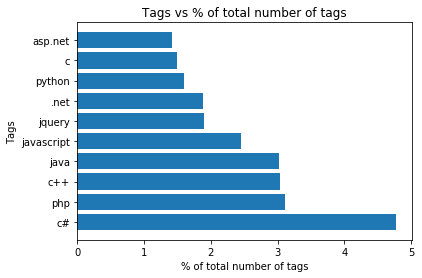 Tags vs % of total number of tags
asp.net
c
python
.net
jquery
javascript
java
c++
php
c#
Tags
0 1 2 3 4 5
% of total number of tags